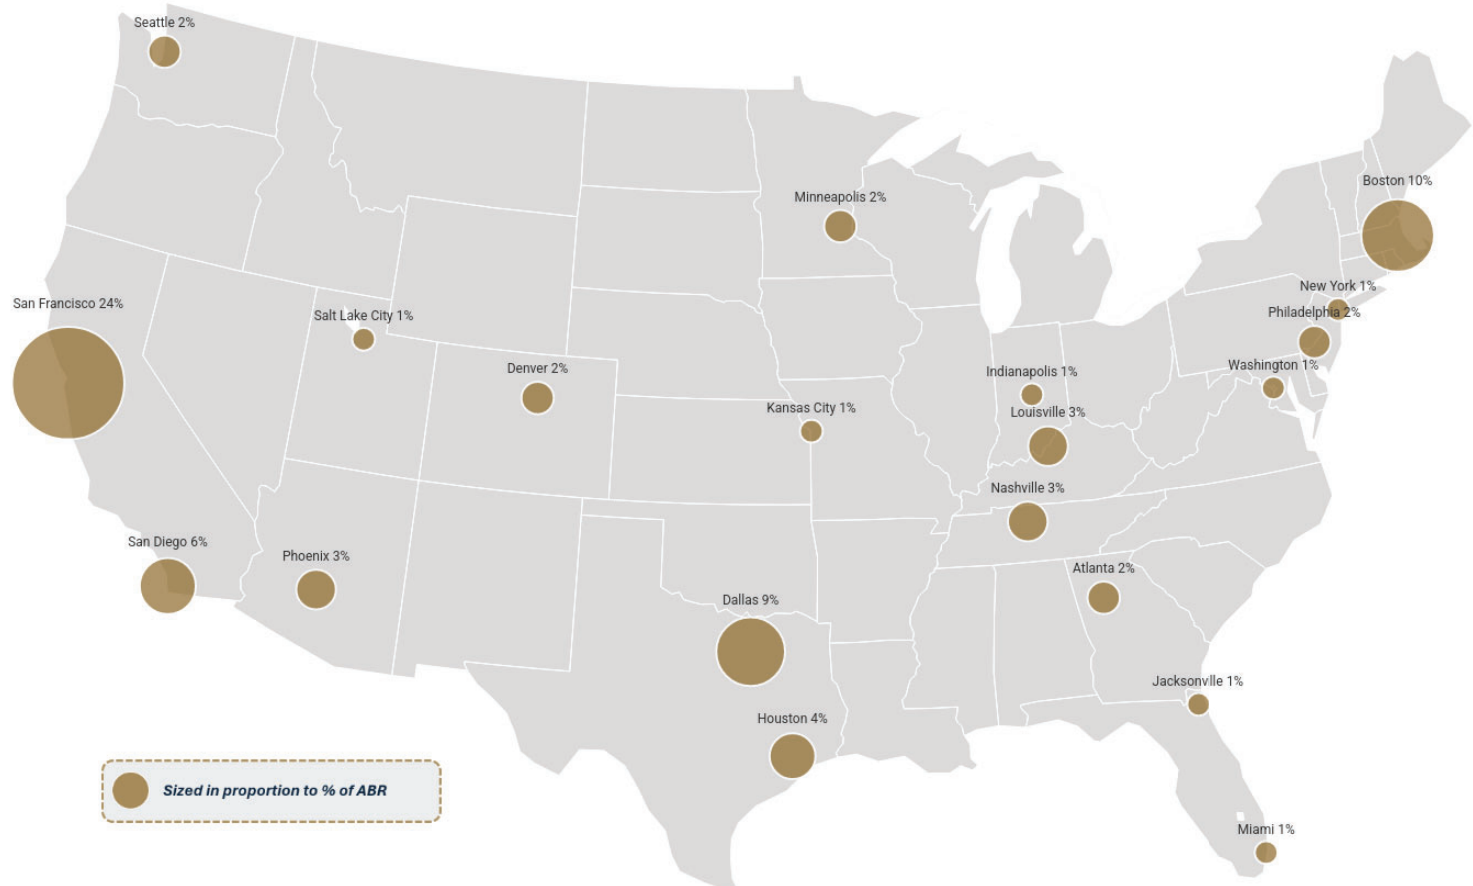 Seattle 2%
Boston 10%
Minneapolis 2%
New York 1%
San Francisco 24%
Philadelphia 2%
Salt Lake City 1%
Washington 1%
Denver 2%
Indianapolis 1%
Kansas City 1%
Louisville 3%
Nashville 3%
San Diego 6%
Phoenix 3%
Atlanta 2%
Dallas 9%
Jacksonvlle 1%
Houston 4%
Sized in proportion to % of ABR
Miami 1%